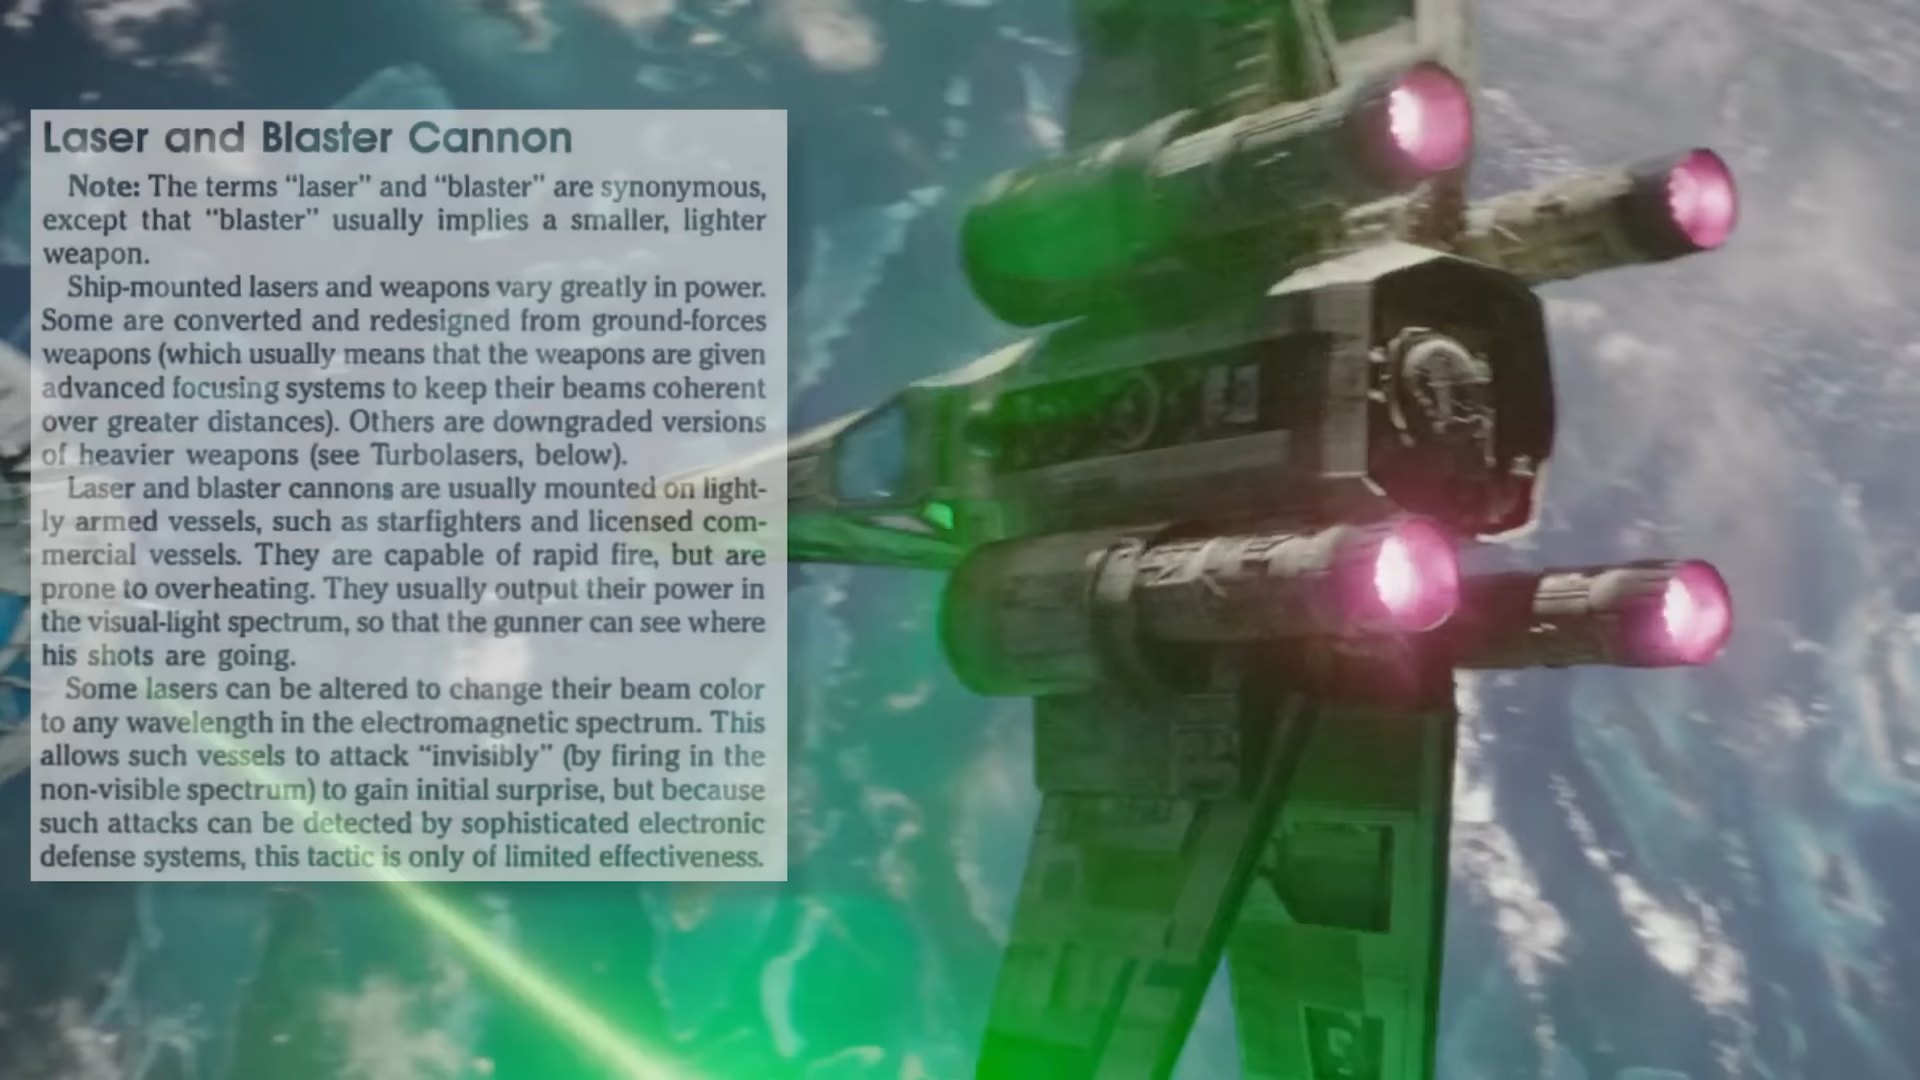 Laser and Blaster Cannon
Note: The terms “laser” and “blaster” are synonymous,
except that “blaster” usually implies a smaller, lighter
weapon.
Ship-mounted lasers and weapons vary greatly in power.
Some are converted and redesigned from ground-forces
weapons (which usually means that the weapons are given
advanced focusing systems to keep their beams coherent
over greater distances). Others are downgraded versions
of heavier weapons (see Turbolasers, below).
Laser and blaster cannons are usually mounted on light-
ly armed vessels, such as starfighters and licensed com-
mercial vessels. They are capable of rapid fire, but are
prone to overheating. They usually output their power in
the visual-light spectrum, so that the gunner can see where
his shots are going.
Some lasers can be altered to change their beam color
to any wavelength in the electromagnetic spectrum. This
allows such vessels to attack “invisibly” (by firing in the
non-visible spectrum) to gain initial surprise, but because
such attacks can be detected by sophisticated electronic
defense systems, this tactic is only of limited effectiveness.